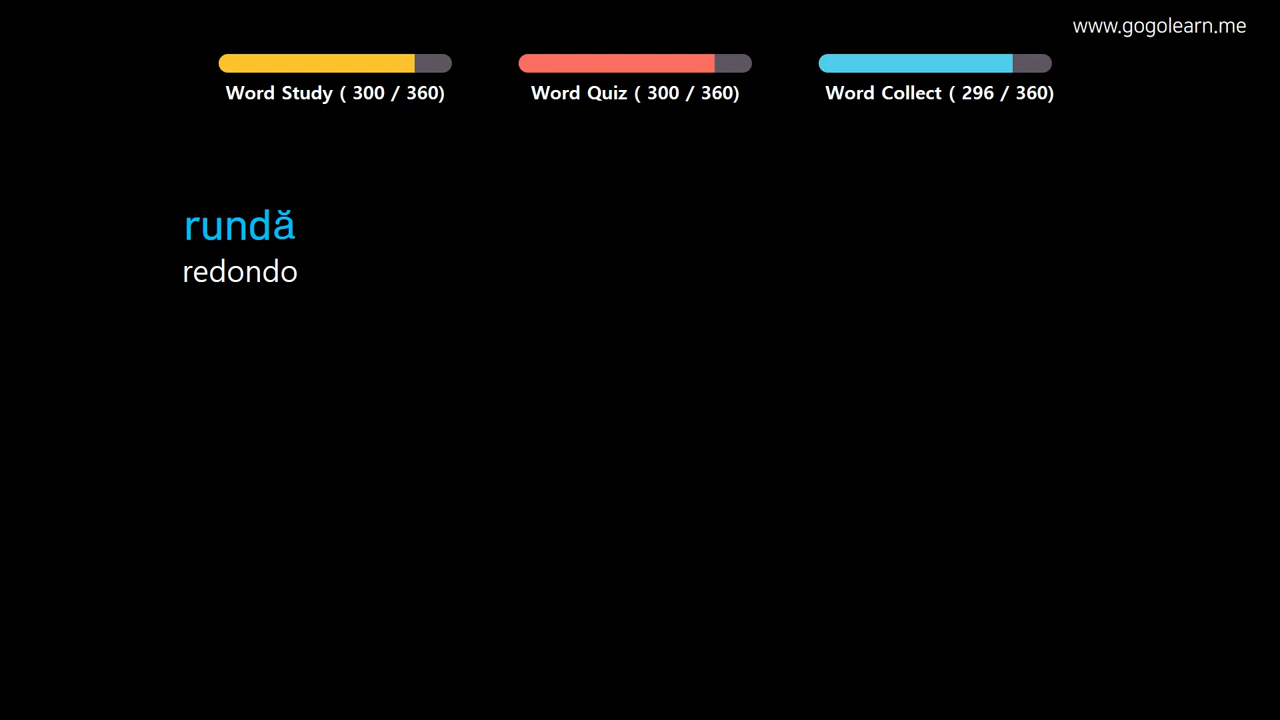 www.gogolearn.me
Word Study ( 300 / 360)
Word Quiz ( 300 / 360)
Word Collect ( 296 / 360)
rundă
redondo